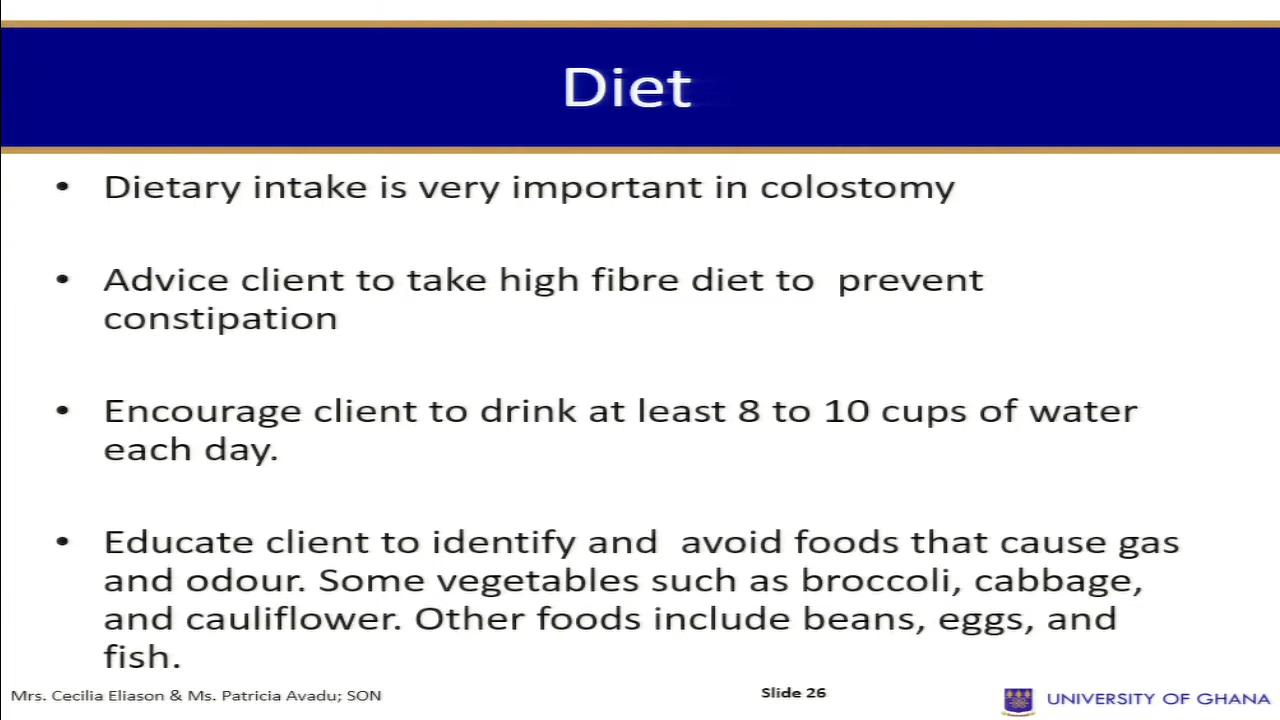 Diet
• Dietary intake is very important in colostomy
• Advice client to take high fibre diet to  prevent
constipation
• Encourage client to drink at least 8 to 10 cups of water
each day.
• Educate client to identify and  avoid foods that cause gas
and odour. Some vegetables such as broccoli, cabbage,
and cauliflower. Other foods include beans, eggs, and
fish.
Mrs. Cecilia Eliason & Ms. Patricia Avadu; SON
Slide 26
UNIVERSITY OF GHANA